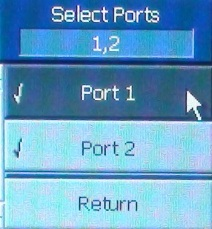 Select Ports
1,2
√ Port 1
√ Port 2
Return